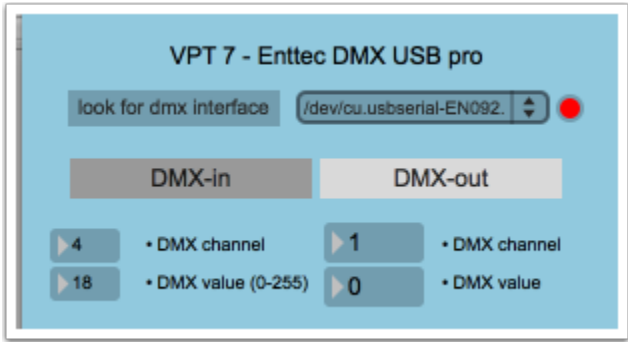 VPT 7 - Enttec DMX USB pro
look for dmx interface /dev/cu.usbserial-EN092.
DMX-in DMX-out
4 • DMX channel 1 • DMX channel
18 • DMX value (0-255) 0 • DMX value